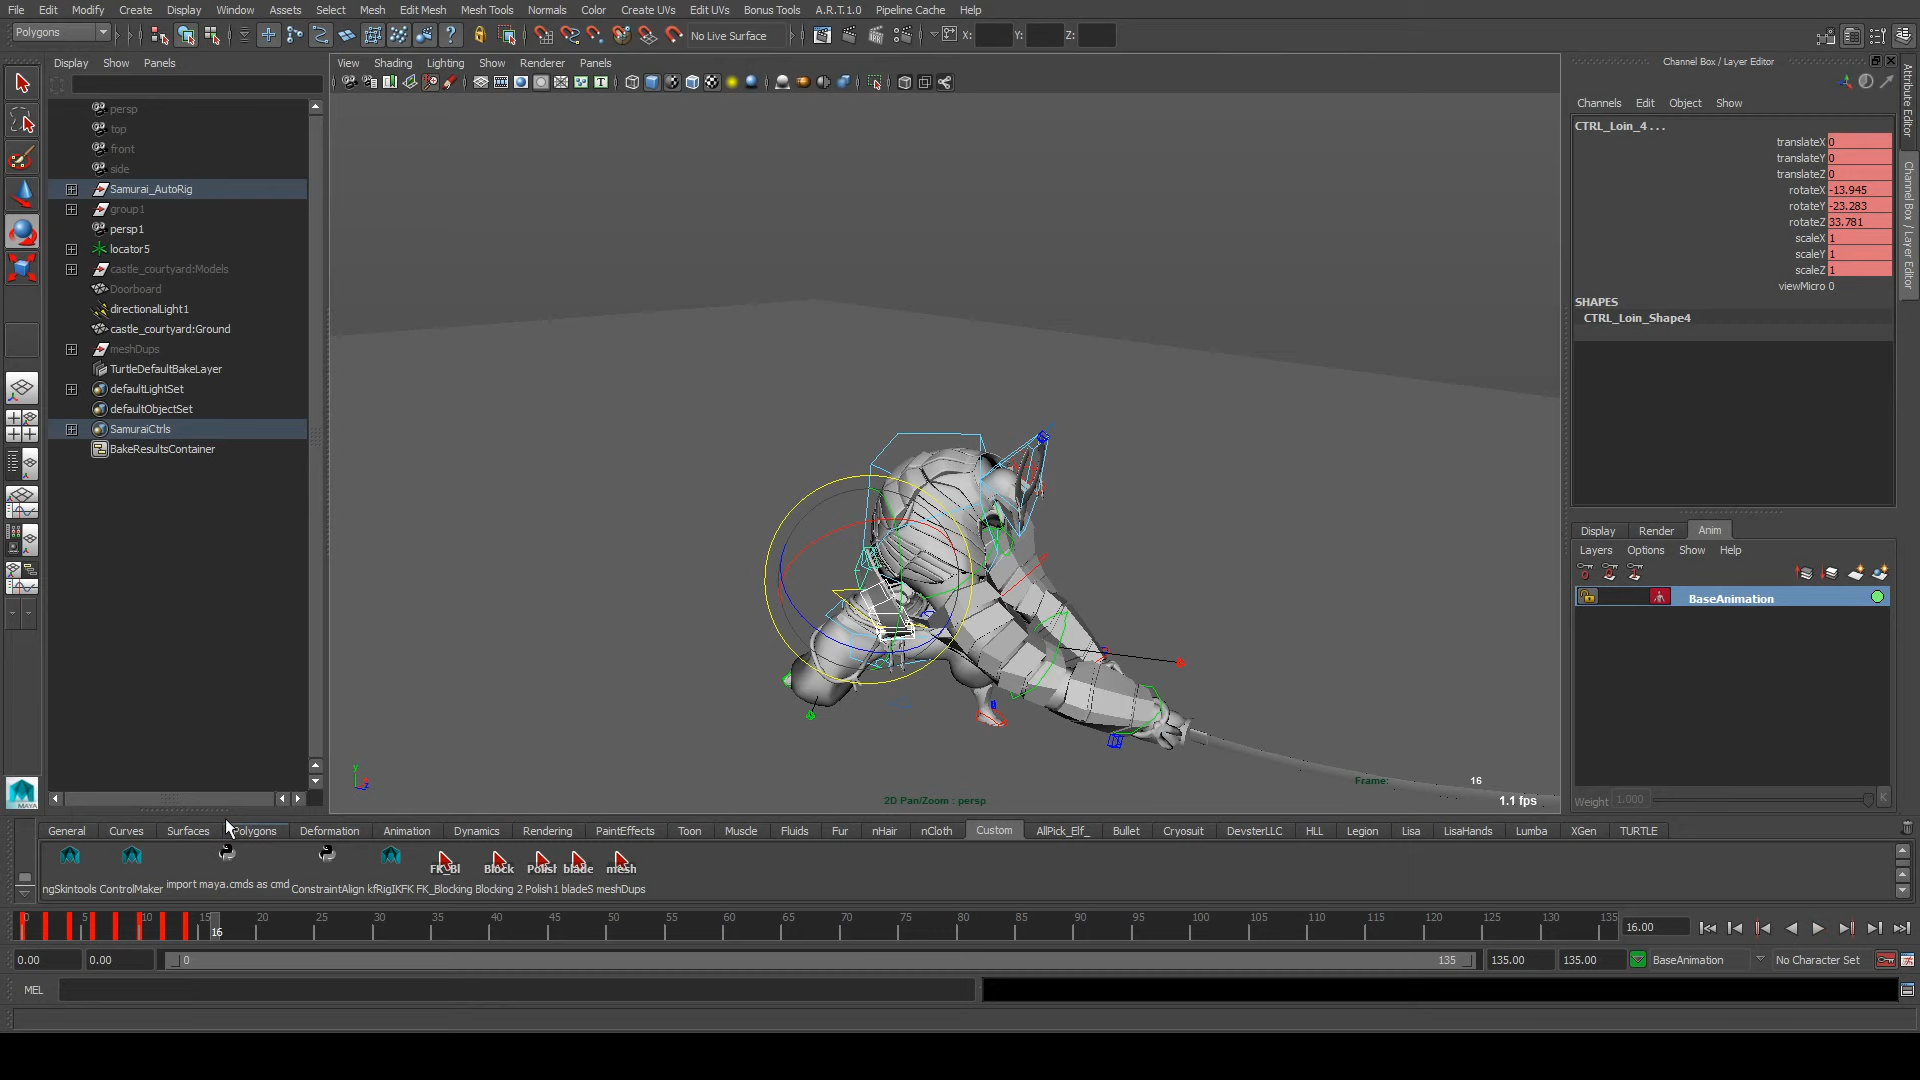 File Edit Modify Create Display Window Assets Select Mesh Edit Mesh Mesh Tools Normals Color Create UVs Edit UVs Bonus Tools A.R.T.1.0 Pipeline Cache Help
Polygons
No Live Surface
X: Y: Z:
Display Show Panels
View Shading Lighting Show Renderer Panels
Channel Box / Layer Editor
persp
top
front
side
Samurai_AutoRig
group1
persp1
locator5
castle_courtyard:Models
Doorboard
directionalLight1
castle_courtyard:Ground
meshDups
TurtleDefaultBakeLayer
defaultLightSet
defaultObjectSet
SamuraiCtrls
BakeResultsContainer
MAYA
Frame: 16
2D Pan/Zoom : persp
1.1 fps
Channels Edit Object Show
CTRL_Loin_4 . . .
translateX 0
translateY 0
translateZ 0
rotateX -13.945
rotateY -23.283
rotateZ 33.781
scaleX 1
scaleY 1
scaleZ 1
viewMicro 0
SHAPES
CTRL_Loin_Shape4
Display Render Anim
Layers Options Show Help
BaseAnimation
Weight 1.000
K
Attribute Editor
Channel Box / Layer Editor
General Curves Surfaces Polygons Deformation Animation Dynamics Rendering PaintEffects Toon Muscle Fluids Fur nHair nCloth Custom AllPick_Elf_ Bullet Cryosuit DevsterLLC HLL Legion Lisa LisaHands Lumba XGen TURTLE
FK_Bl Block Polish blade mesh
ngSkintools ControlMaker import maya.cmds as cmd ConstraintAlign kfRigIKFK FK_Blocking Blocking 2 Polish1 bladeS meshDups
0 5 10 15 20 25 30 35 40 45 50 55 60 65 70 75 80 85 90 95 100 105 110 115 120 125 130 135
16
16.00
0.00 0.00 0 135 135.00 135.00 BaseAnimation No Character Set
MEL